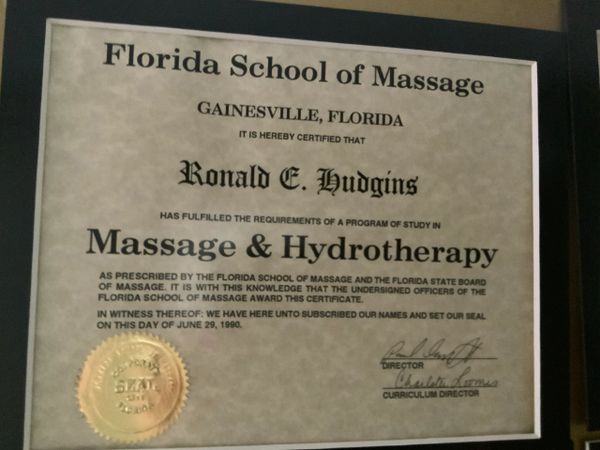 Florida School of Massage
GAINESVILLE, FLORIDA
IT IS HEREBY CERTIFIED THAT
Ronald E. Hudgins
HAS FULFILLED THE REQUIREMENTS OF A PROGRAM OF STUDY IN
Massage & Hydrotherapy
AS PRESCRIBED BY THE FLORIDA SCHOOL OF MASSAGE AND THE FLORIDA STATE BOARD
OF MASSAGE. IT IS WITH THIS KNOWLEDGE THAT THE UNDERSIGNED OFFICERS OF THE
FLORIDA SCHOOL OF MASSAGE AWARD THIS CERTIFICATE.
IN WITNESS THEREOF: WE HAVE HERE UNTO SUBSCRIBED OUR NAMES AND SET OUR SEAL
ON THIS DAY OF JUNE 29, 1990.
DIRECTOR
Charlotte Loomis
CURRICULUM DIRECTOR
CORPORATE
SEAL
FLORIDA